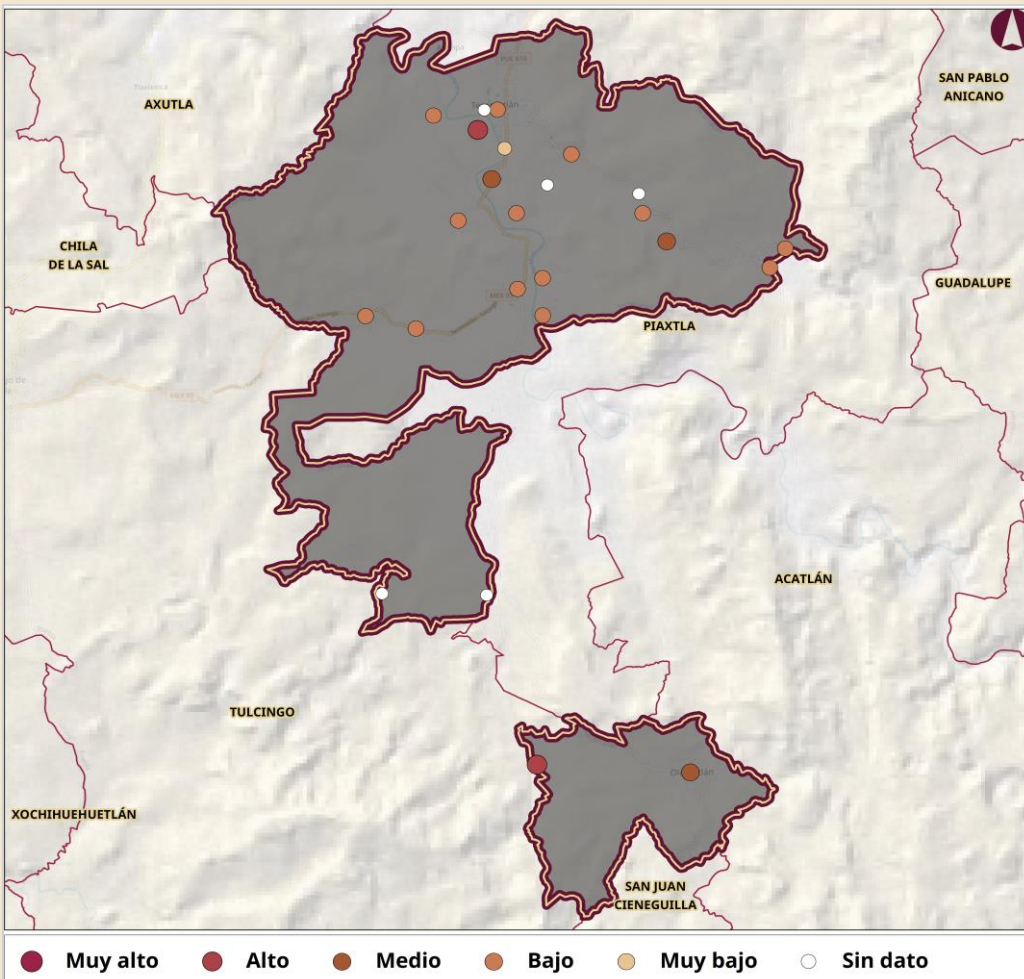 SAN PABLO
ANICANO
AXUTLA
CHILA
DE LA SAL
GUADALUPE
PIAXTLA
ACATLÁN
TULCINGO
XOCHIHUEHUETLÁN
SAN JUAN
CIENEGUILLA
Muy alto
Alto
Medio
Bajo
Muy bajo
Sin dato